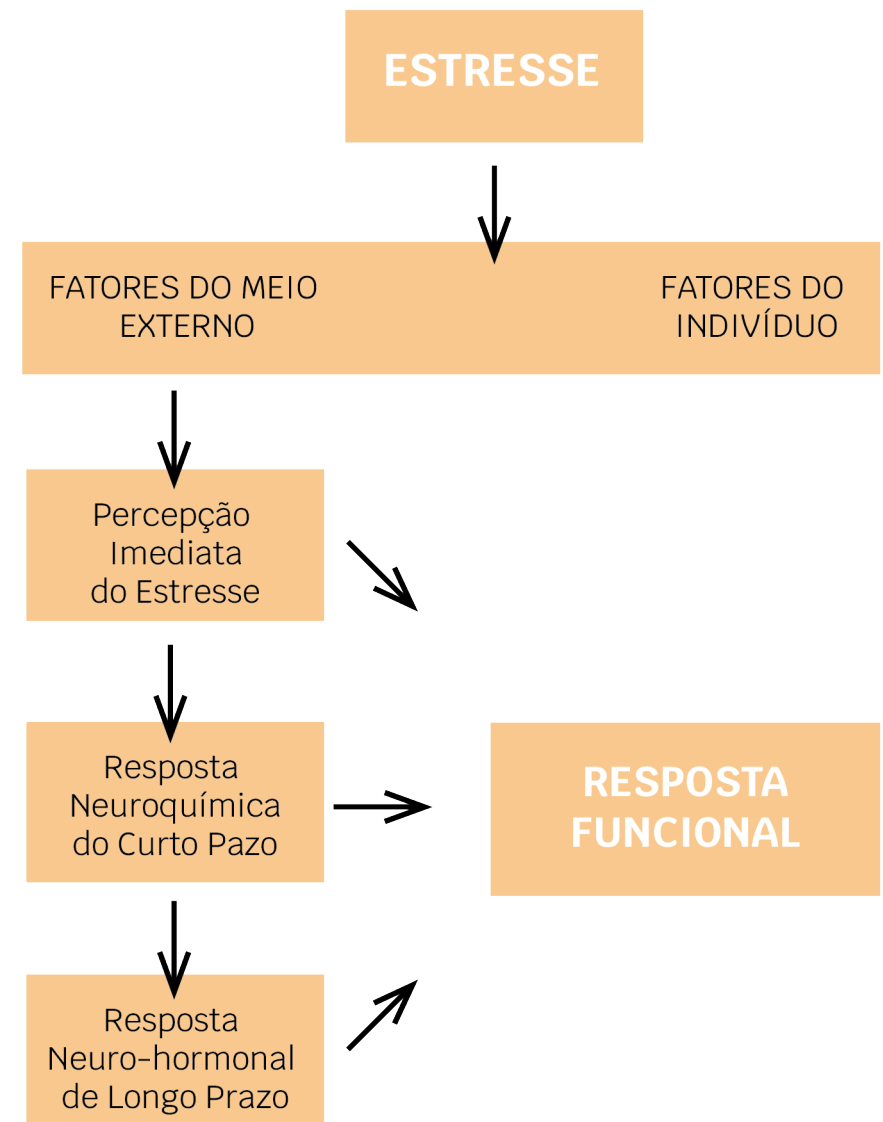 ESTRESSE
FATORES DO MEIO
EXTERNO
FATORES DO
INDIVÍDUO
Percepção
Imediata
do Estresse
Resposta
Neuroquímica
do Curto Pazo
RESPOSTA
FUNCIONAL
Resposta
Neuro-hormonal
de Longo Prazo